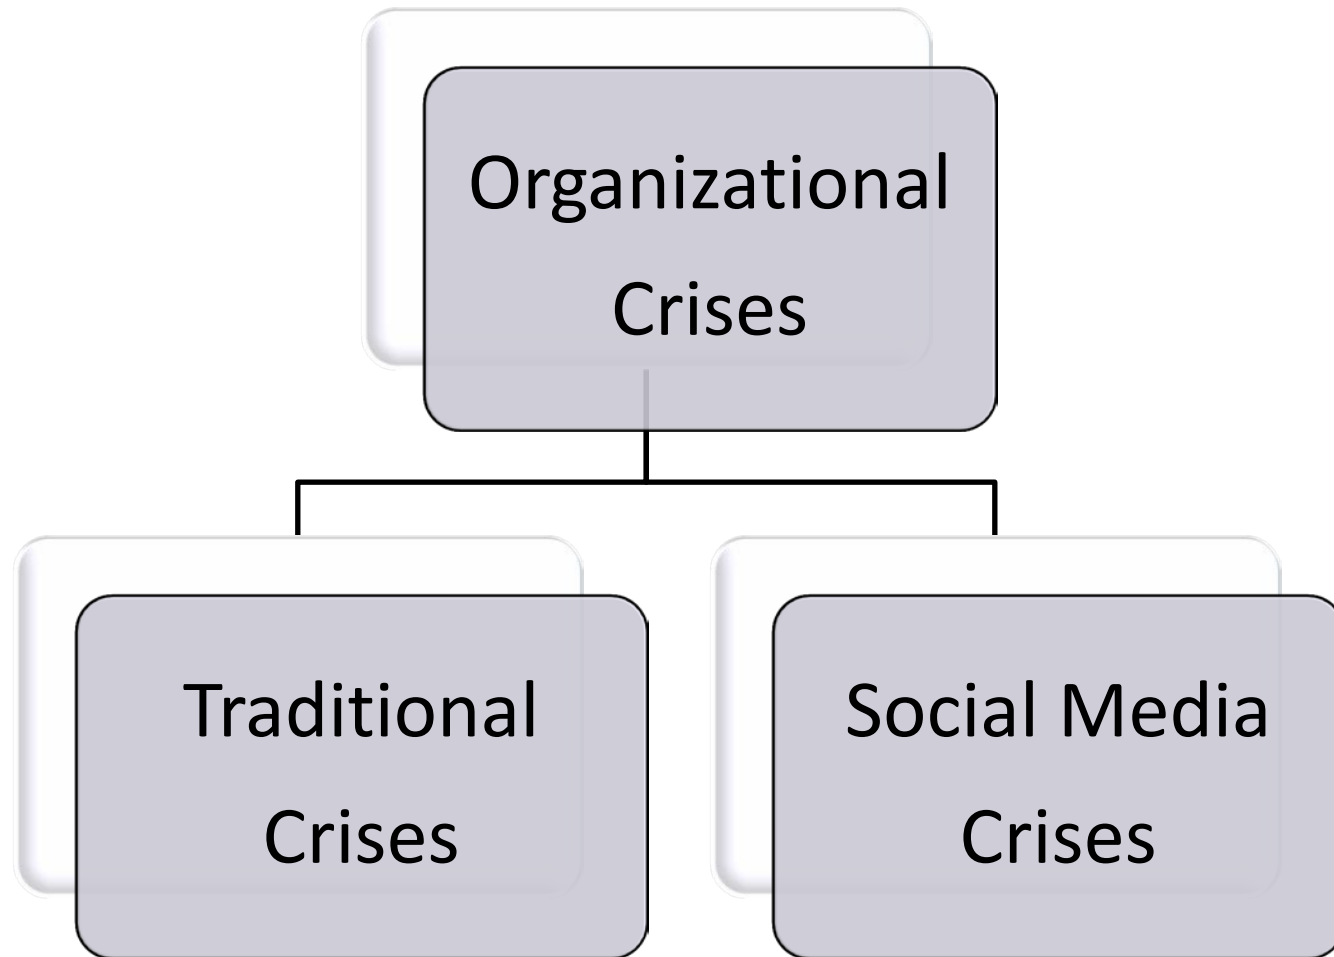 Organizational
Crises
Traditional
Crises
Social Media
Crises